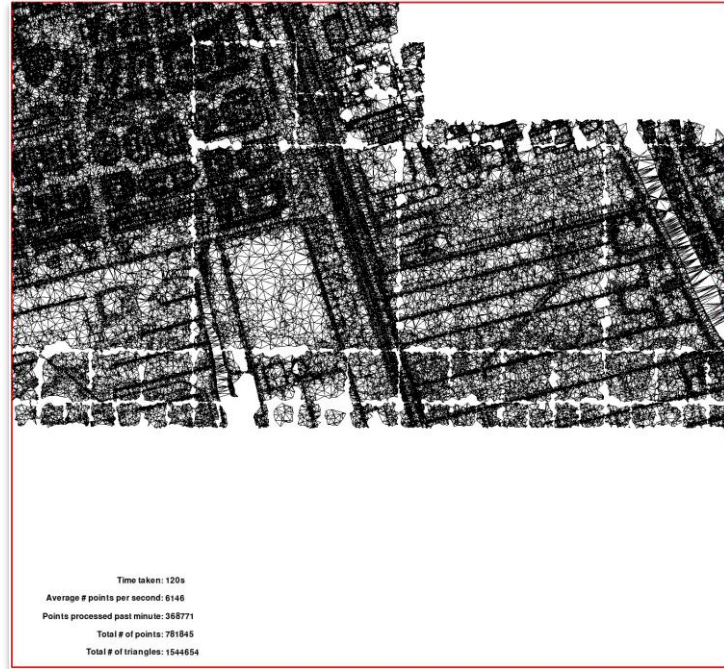 Time taken: 120s
Average # points per second: 6146
Points processed past minute: 368771
Total # of points: 781845
Total # of triangles: 1544654